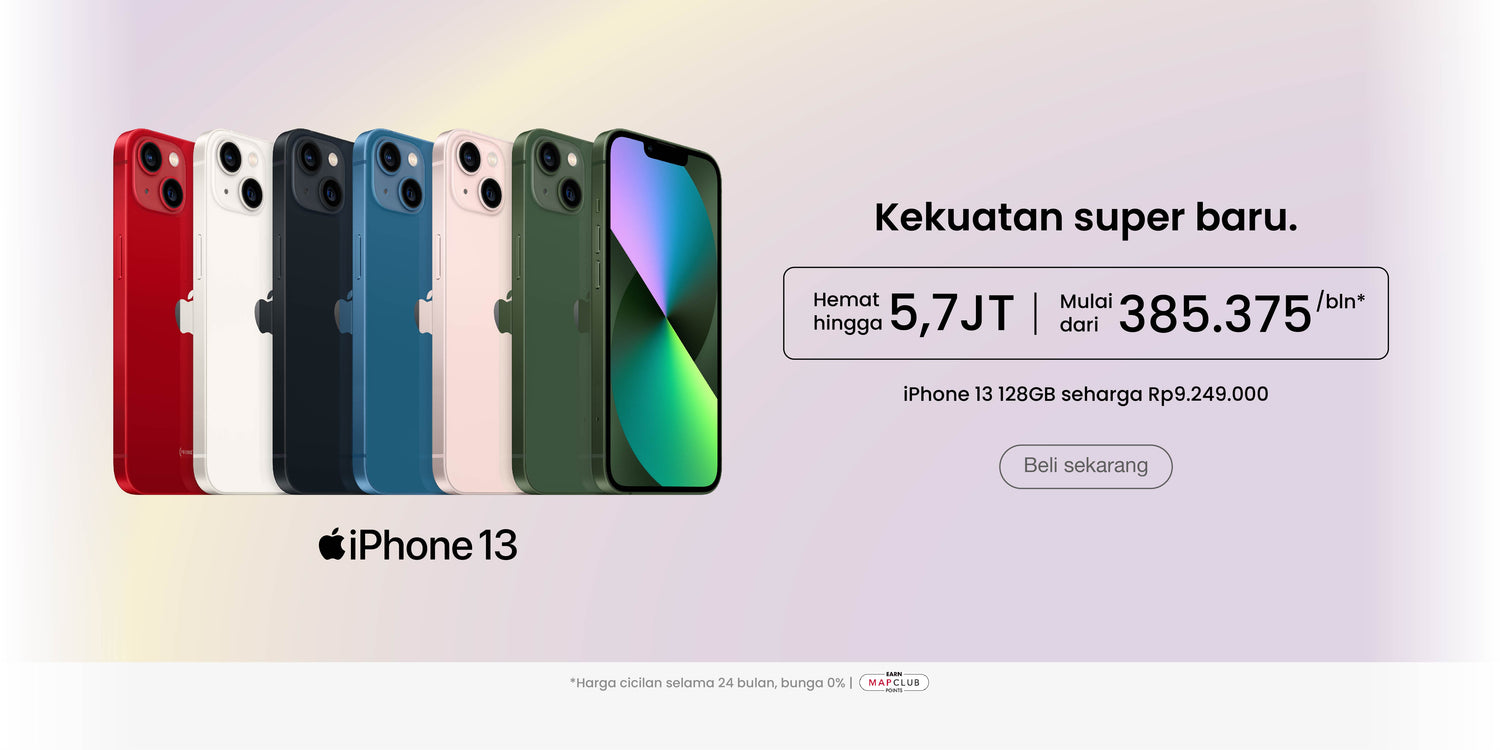 Kekuatan super baru.
Hemat hingga 5,7JT | Mulai dari 385.375/bln*
iPhone 13 128GB seharga Rp9.249.000
Beli sekarang
iPhone 13
*Harga cicilan selama 24 bulan, bunga 0% |
EARN
MAPCLUB
POINTS